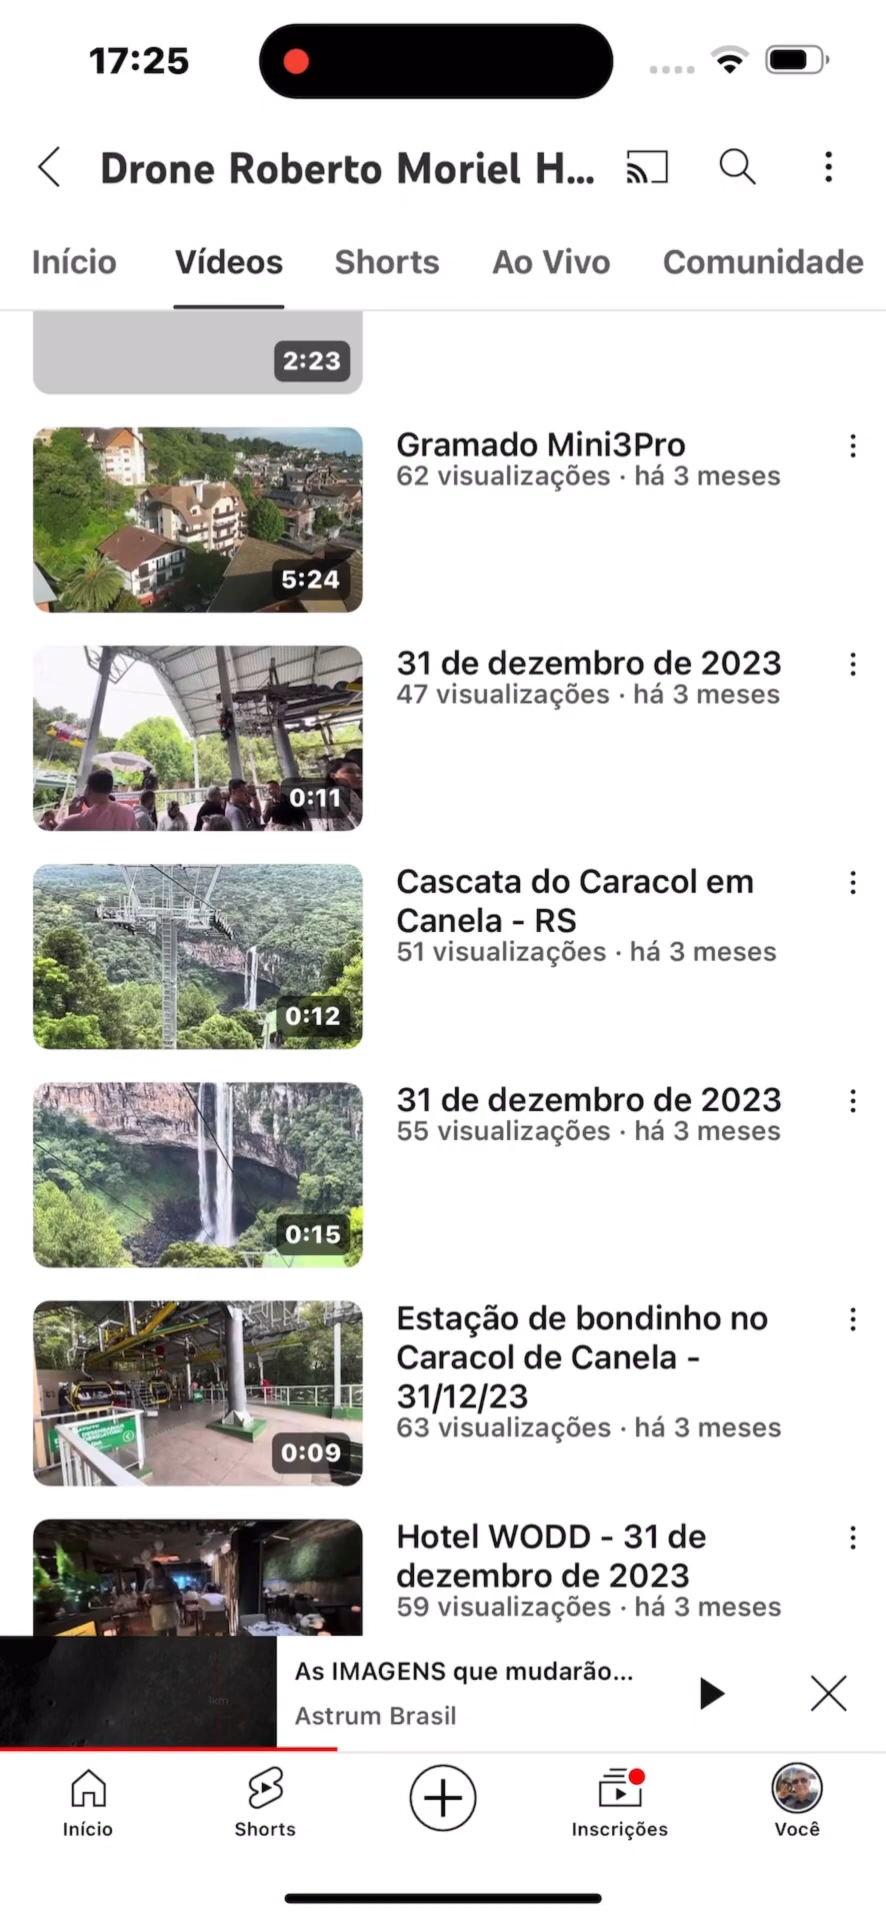 17:25
Drone Roberto Moriel H...
Início
Vídeos
Shorts
Ao Vivo
Comunidade
2:23
Gramado Mini3Pro
62 visualizações · há 3 meses
5:24
31 de dezembro de 2023
47 visualizações · há 3 meses
0:11
Cascata do Caracol em
Canela - RS
51 visualizações · há 3 meses
0:12
31 de dezembro de 2023
55 visualizações · há 3 meses
0:15
Estação de bondinho no
Caracol de Canela -
31/12/23
63 visualizações · há 3 meses
0:09
Hotel WODD - 31 de
dezembro de 2023
59 visualizações · há 3 meses
1km
As IMAGENS que mudarão...
Astrum Brasil
Início
Shorts
Inscrições
Você